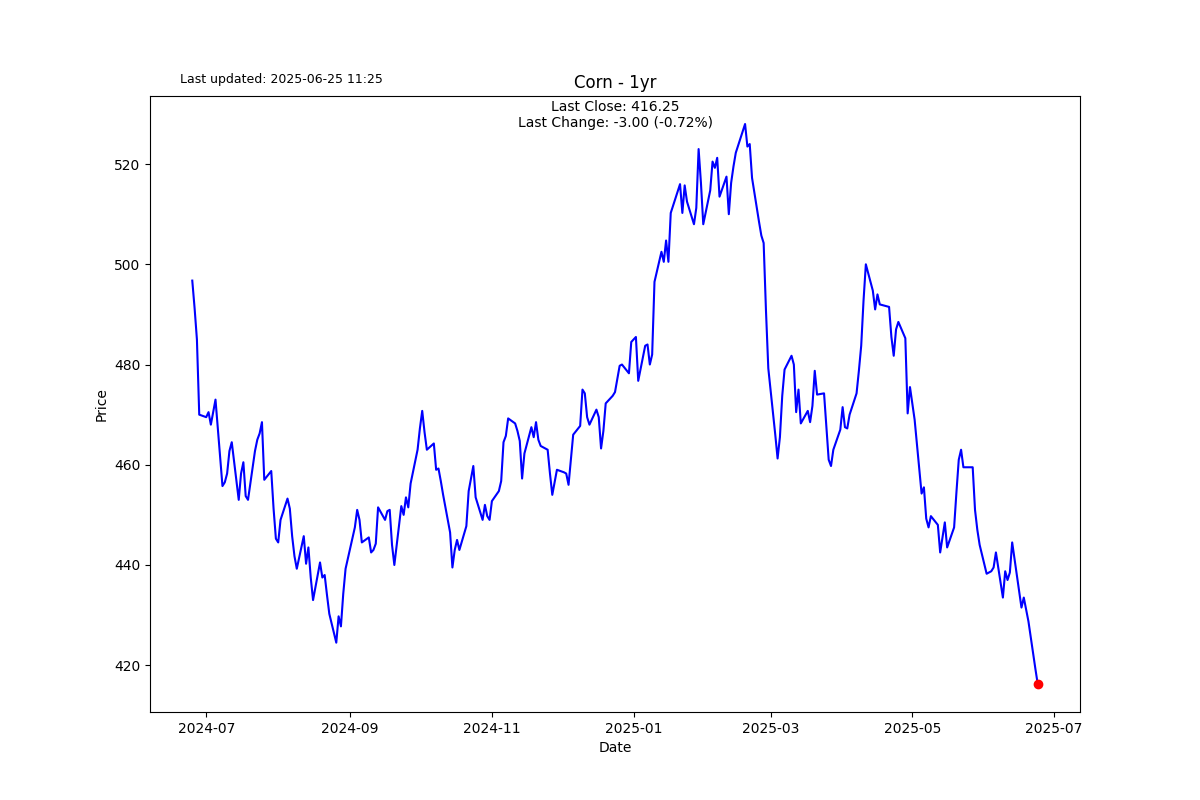 Last updated: 2025-06-25 11:25
Corn - 1yr
Last Close: 416.25
Last Change: -3.00 (-0.72%)
Price
520
500
480
460
440
420
2024-07
2024-09
2024-11
2025-01
2025-03
2025-05
2025-07
Date